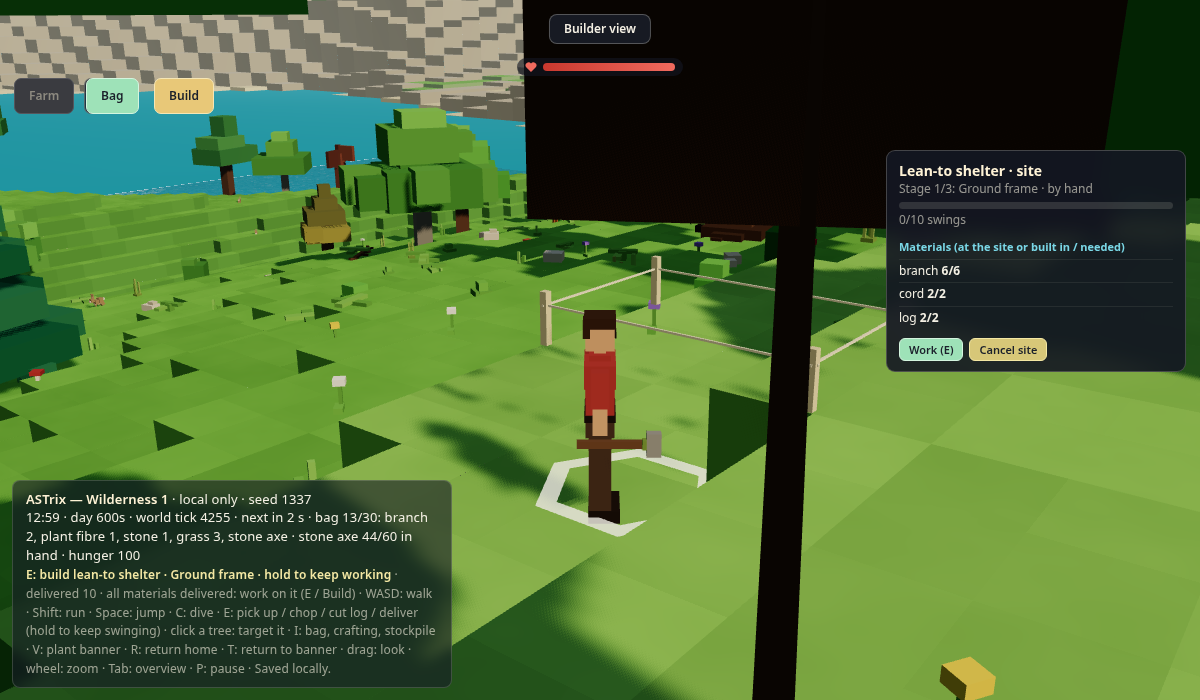 Builder view
Farm
Bag
Build
Lean-to shelter · site
Stage 1/3: Ground frame · by hand
0/10 swings
Materials (at the site or built in / needed)
branch 6/6
cord 2/2
log 2/2
Work (E)
Cancel site
ASTrix — Wilderness 1 · local only · seed 1337
12:59 · day 600s · world tick 4255 · next in 2 s · bag 13/30: branch
2, plant fibre 1, stone 1, grass 3, stone axe · stone axe 44/60 in
hand · hunger 100
E: build lean-to shelter · Ground frame · hold to keep working ·
delivered 10 · all materials delivered: work on it (E / Build) · WASD: walk
· Shift: run · Space: jump · C: dive · E: pick up / chop / cut log / deliver
(hold to keep swinging) · click a tree: target it · I: bag, crafting, stockpile
· V: plant banner · R: return home · T: return to banner · drag: look ·
wheel: zoom · Tab: overview · P: pause · Saved locally.